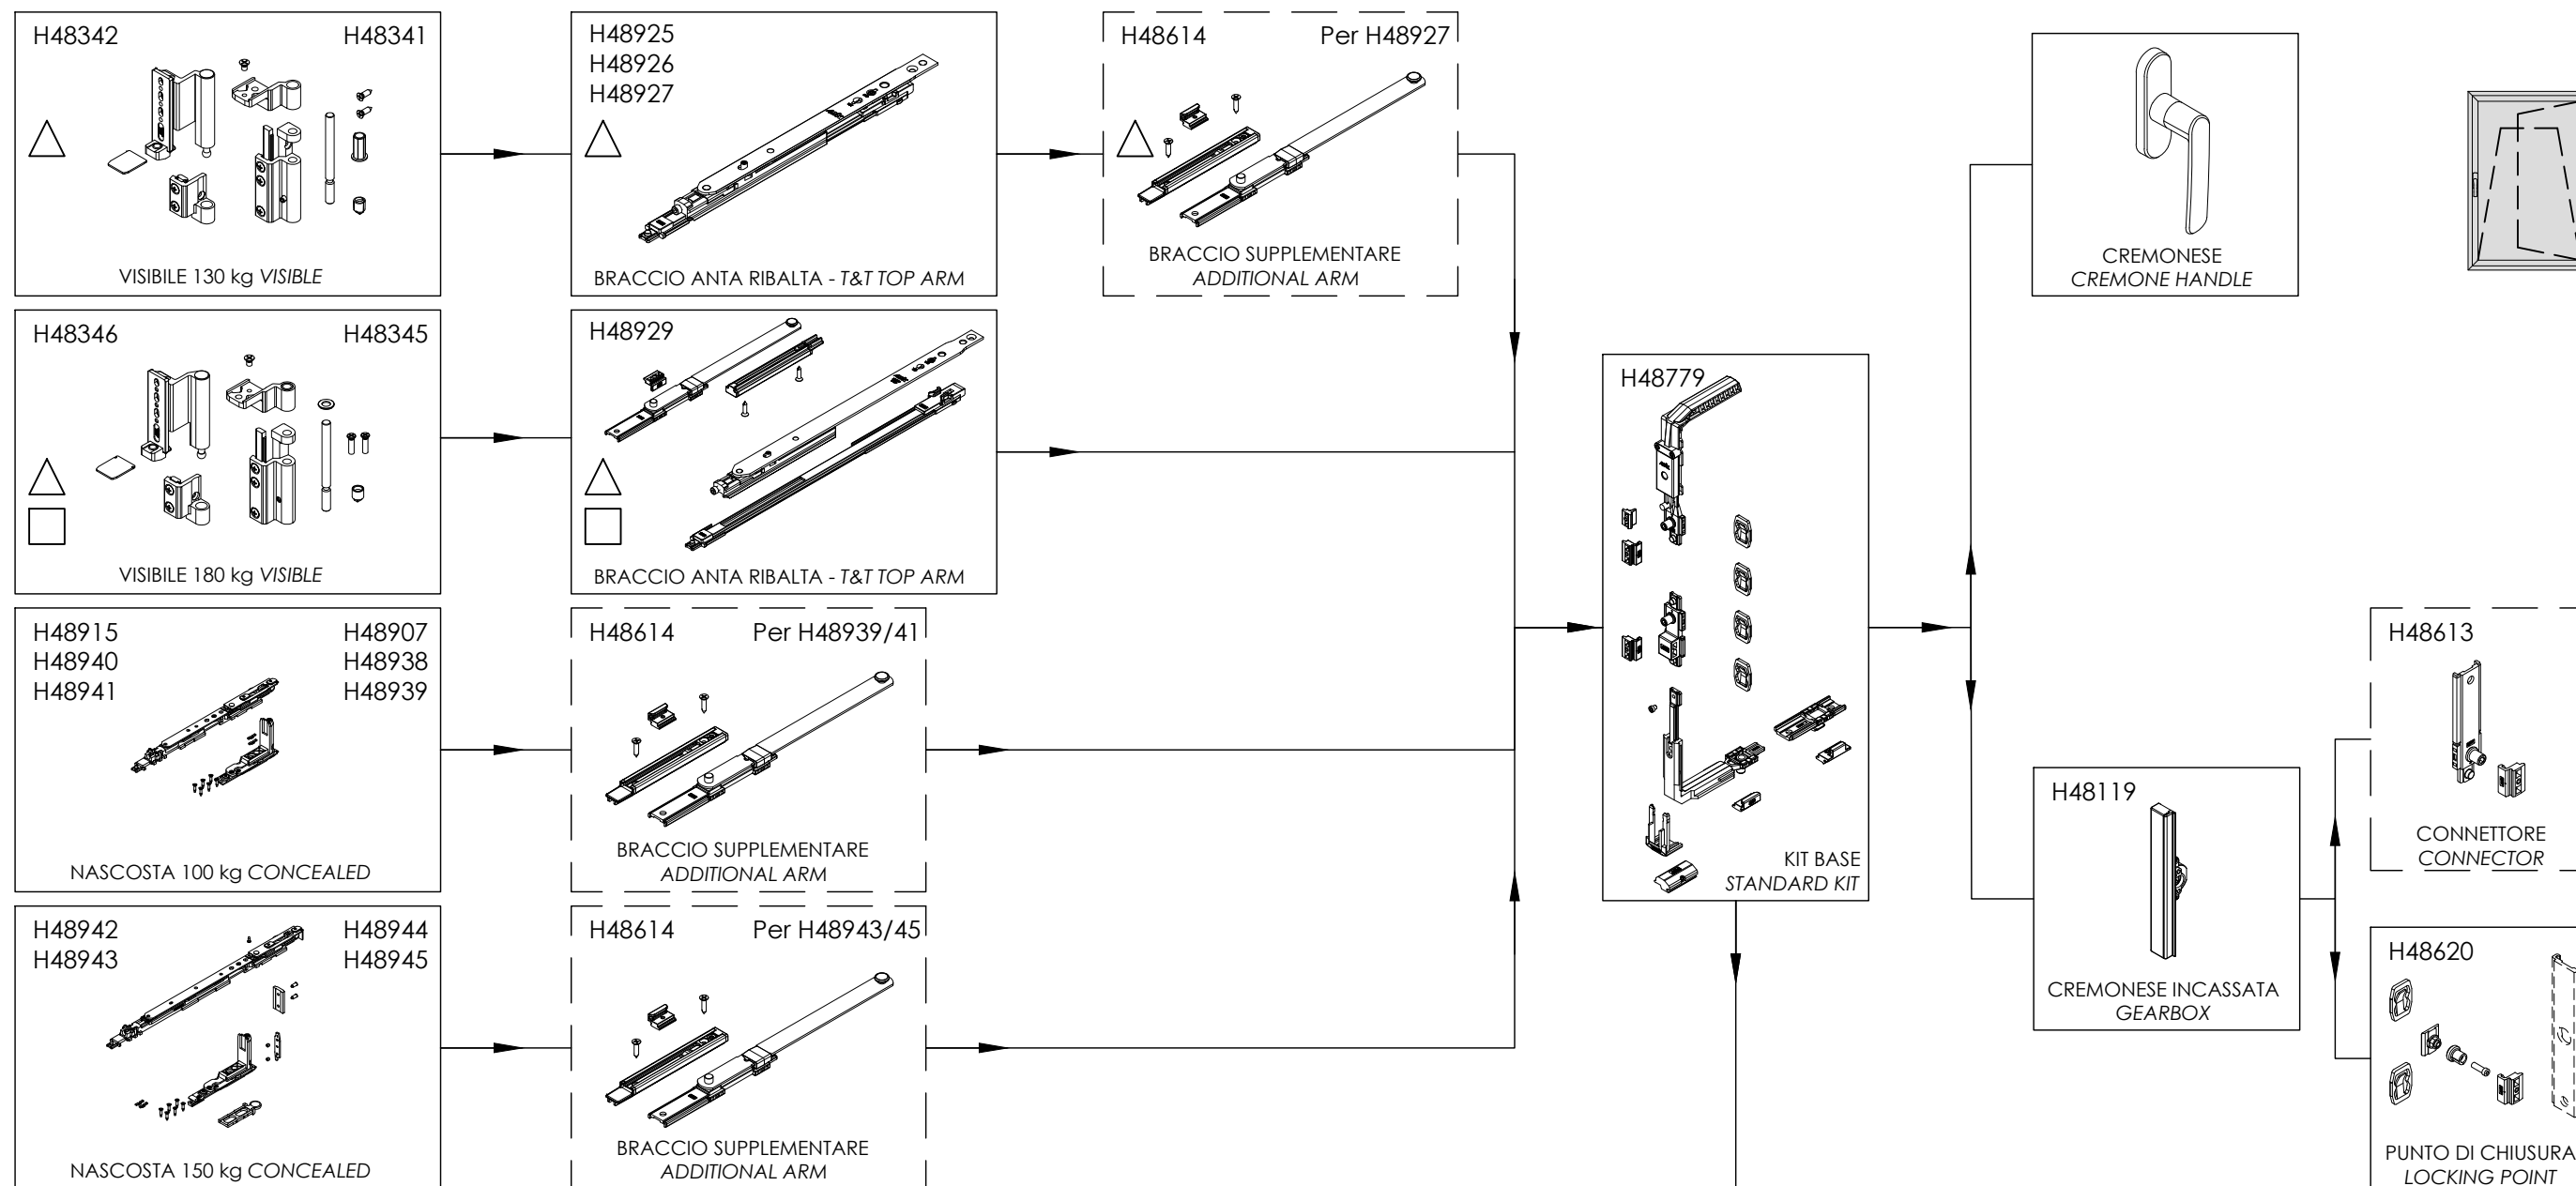 H48342 H48341
VISIBILE 130 kg VISIBLE
H48925
H48926
H48927
BRACCIO ANTA RIBALTA - T&T TOP ARM
H48614 Per H48927
BRACCIO SUPPLEMENTARE
ADDITIONAL ARM
CREMONESE
CREMONE HANDLE
H48346 H48345
VISIBILE 180 kg VISIBLE
H48929
BRACCIO ANTA RIBALTA - T&T TOP ARM
H48779
KIT BASE
STANDARD KIT
H48915 H48907
H48940 H48938
H48941 H48939
NASCOSTA 100 kg CONCEALED
H48614 Per H48939/41
BRACCIO SUPPLEMENTARE
ADDITIONAL ARM
H48613
CONNETTORE
CONNECTOR
H48119
CREMONESE INCASSATA
GEARBOX
H48942 H48944
H48943 H48945
NASCOSTA 150 kg CONCEALED
H48614 Per H48943/45
BRACCIO SUPPLEMENTARE
ADDITIONAL ARM
H48620
PUNTO DI CHIUSURA
LOCKING POINT